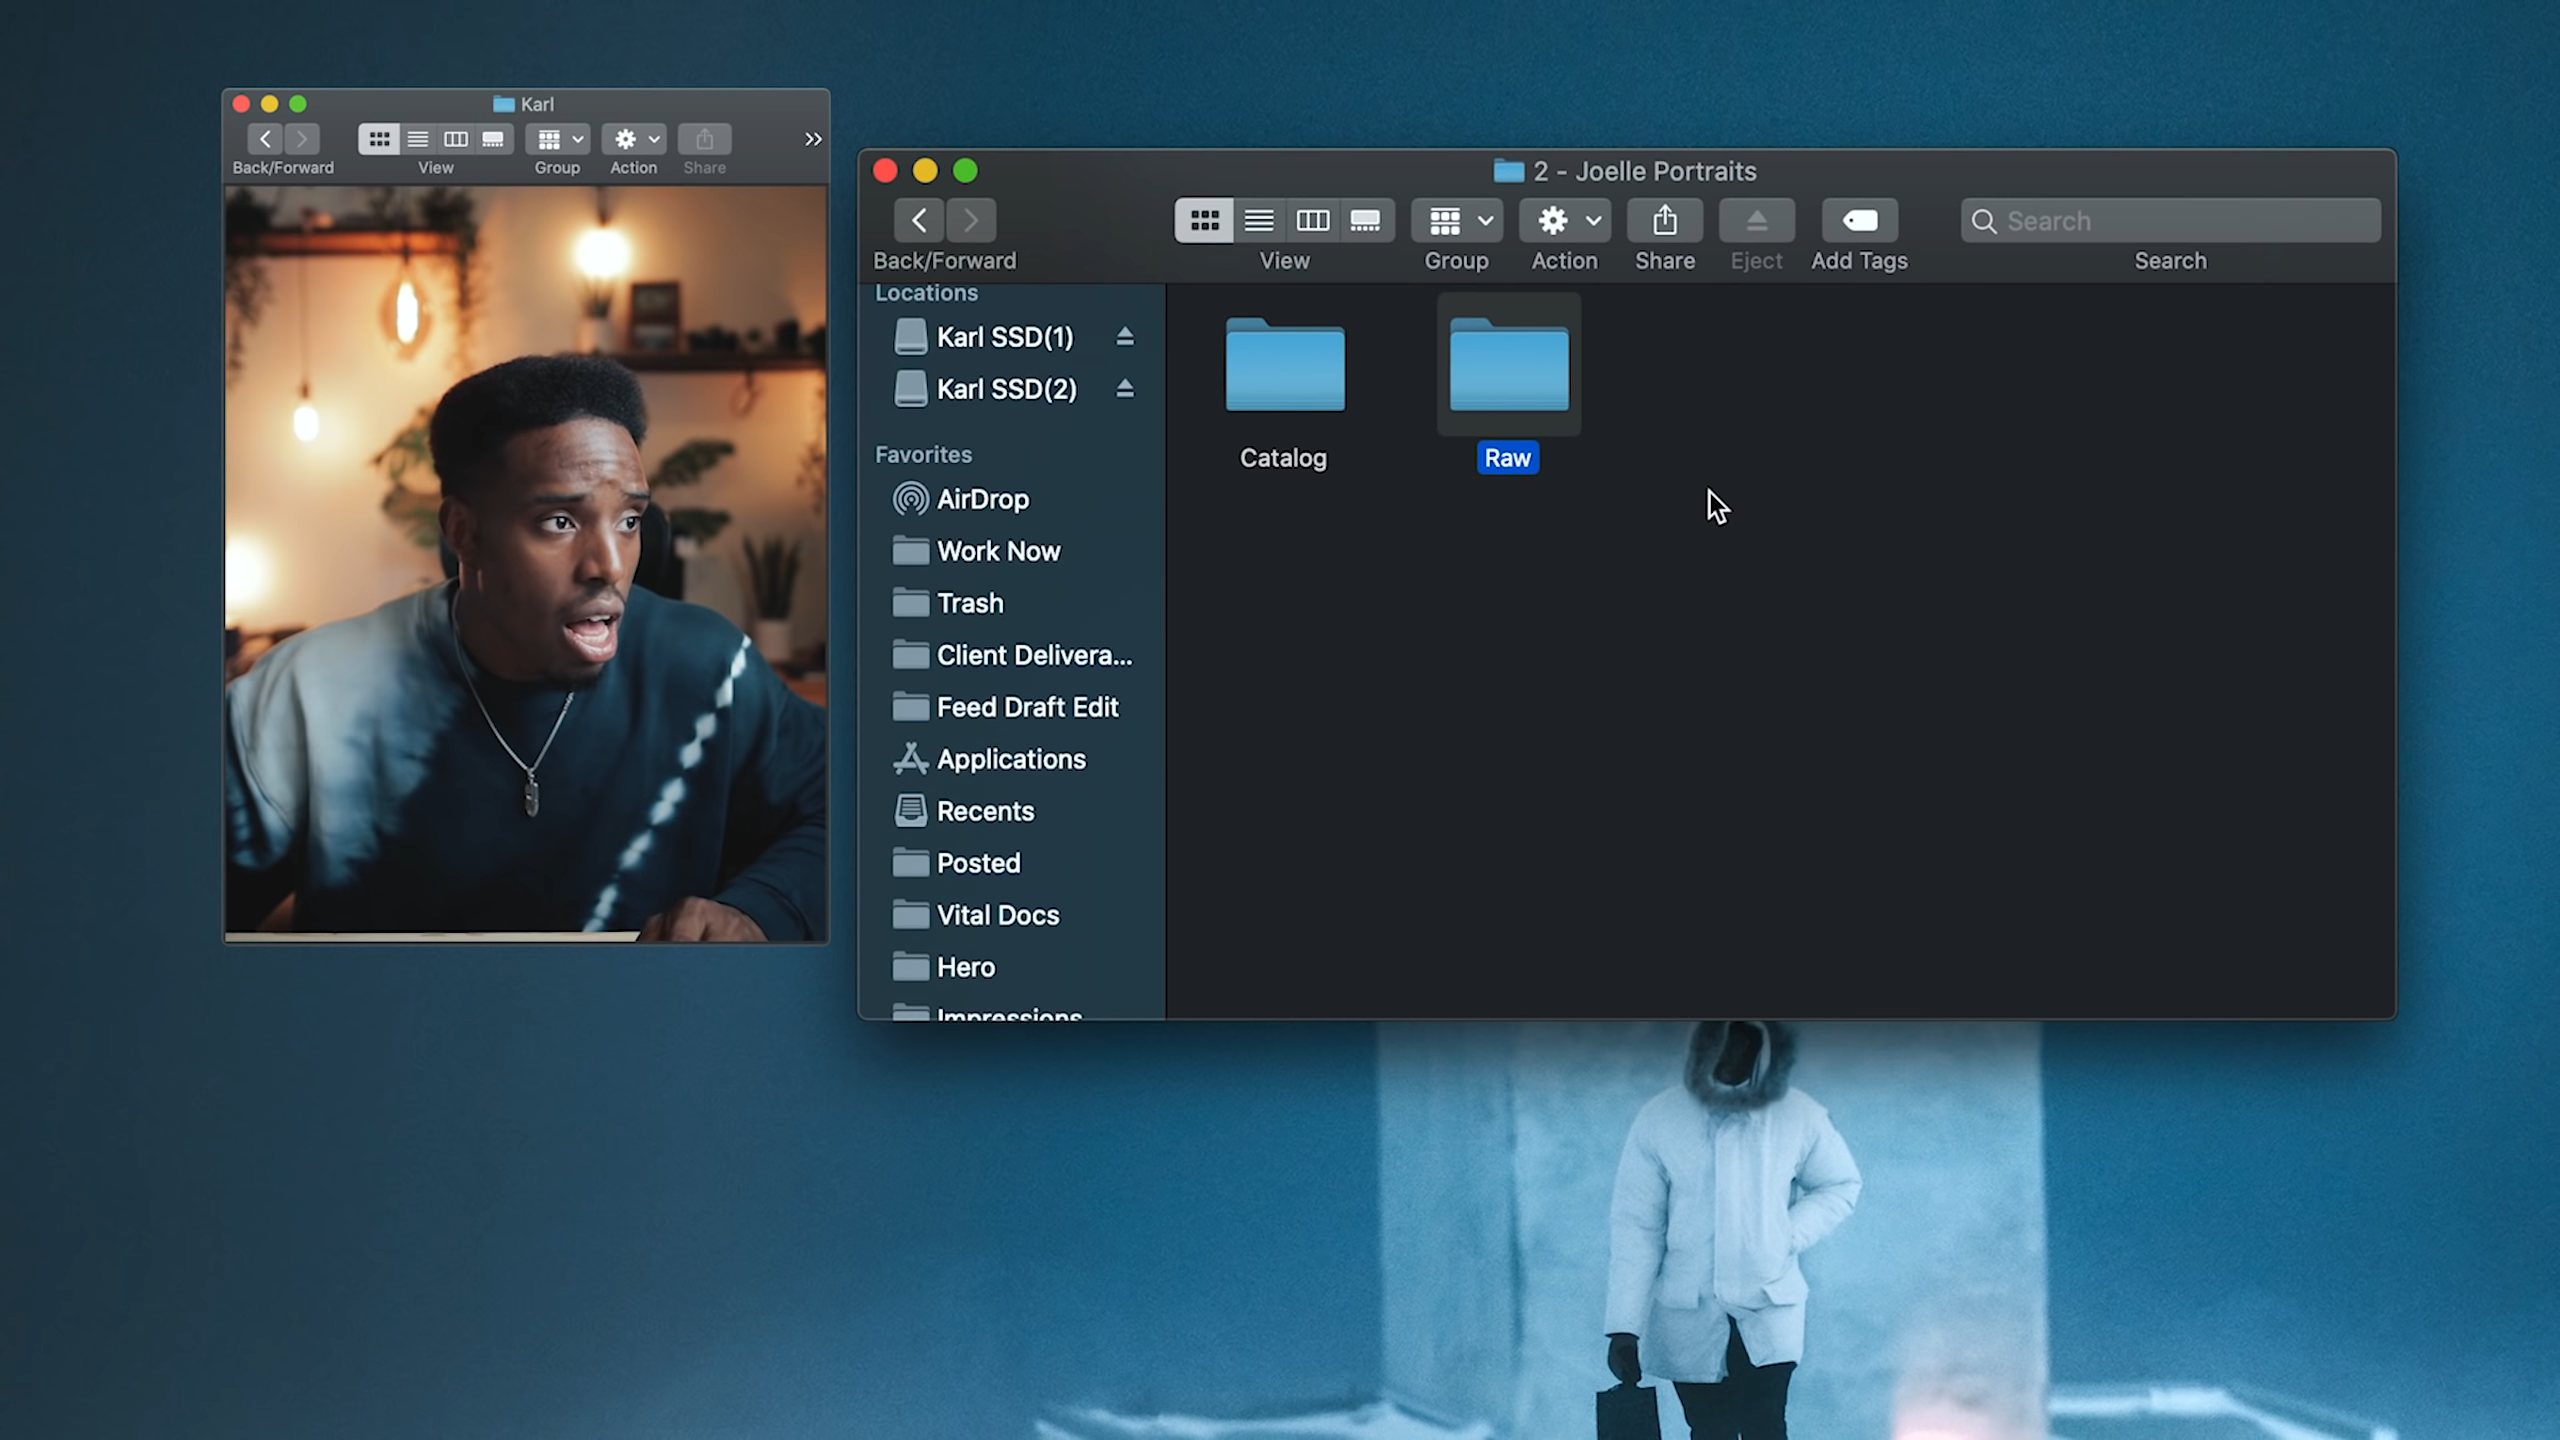 Karl
Back/Forward
View
Group
Action
Share
2 - Joelle Portraits
Back/Forward
View
Group
Action
Share
Eject
Add Tags
Search
Search
Locations
Karl SSD(1)
Karl SSD(2)
Favorites
AirDrop
Work Now
Trash
Client Delivera...
Feed Draft Edit
Applications
Recents
Posted
Vital Docs
Hero
Impressions
Catalog
Raw